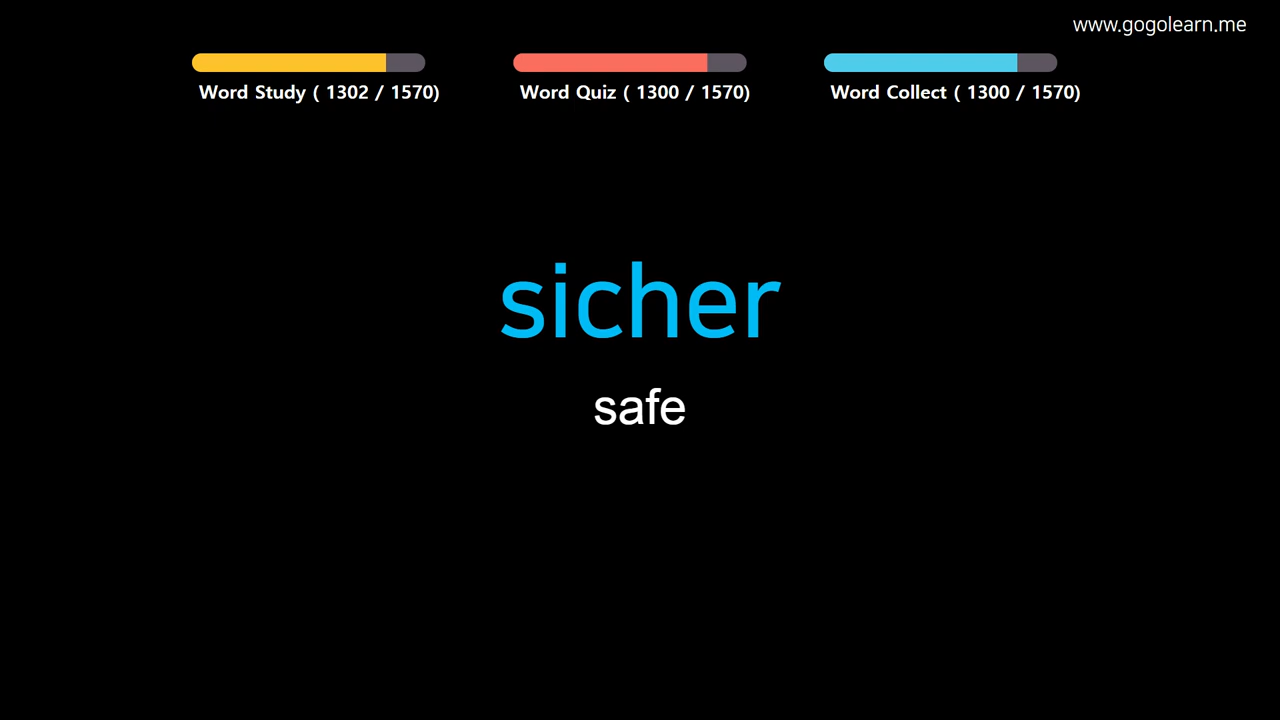 www.gogolearn.me
Word Study ( 1302 / 1570)
Word Quiz ( 1300 / 1570)
Word Collect ( 1300 / 1570)
sicher
safe